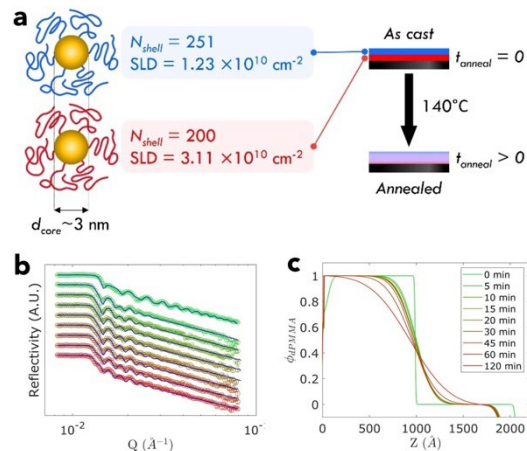 a
N_shell = 251
SLD = 1.23 ×10^10 cm^-2
N_shell = 200
SLD = 3.11 ×10^10 cm^-2
d_core~3 nm
As cast
t_anneal = 0
140°C
t_anneal > 0
Annealed
b
Reflectivity (A.U.)
10^-2
10^-1
Q (Å^-1)
c
ϕ_dPMMA
1
0.8
0.6
0.4
0.2
0
0 500 1000 1500 2000
Z (Å)
0 min
5 min
10 min
15 min
20 min
30 min
45 min
60 min
120 min